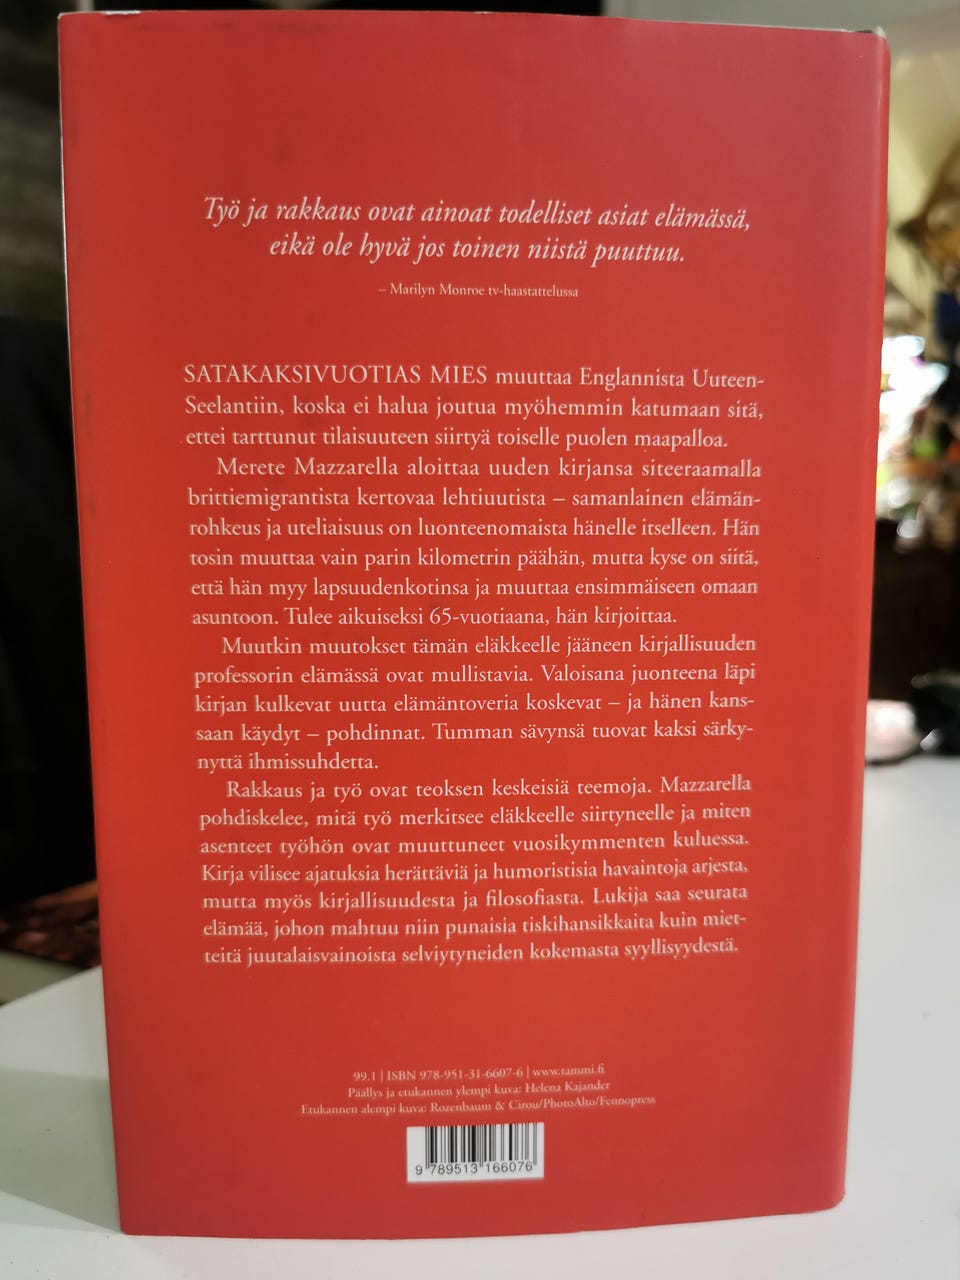 Työ ja rakkaus ovat ainoat todelliset asiat elämässä,
eikä ole hyvä jos toinen niistä puuttuu.
– Marilyn Monroe tv-haastattelussa
SATAKAKSIVUOTIAS MIES muuttaa Englannista Uuteen-
Seelantiin, koska ei halua joutua myöhemmin katumaan sitä,
ettei tarttunut tilaisuuteen siirtyä toiselle puolen maapalloa.
Merete Mazzarella aloittaa uuden kirjansa siteeraamalla
brittiemigrantista kertovaa lehtiuutista – samanlainen elämän-
rohkeus ja uteliaisuus on luonteenomaista hänelle itselleen. Hän
tosin muuttaa vain parin kilometrin päähän, mutta kyse on siitä,
että hän myy lapsuudenkotinsa ja muuttaa ensimmäiseen omaan
asuntoon. Tulee aikuiseksi 65-vuotiaana, hän kirjoittaa.
Muutkin muutokset tämän eläkkeelle jääneen kirjallisuuden
professorin elämässä ovat mullistavia. Valoisana juonteena läpi
kirjan kulkevat uutta elämäntoveria koskevat – ja hänen kans-
saan käydyt – pohdinnat. Tumman sävynsä tuovat kaksi särky-
nyttä ihmissuhdetta.
Rakkaus ja työ ovat teoksen keskeisiä teemoja. Mazzarella
pohdiskelee, mitä työ merkitsee eläkkeelle siirtyneelle ja miten
asenteet työhön ovat muuttuneet vuosikymmenten kuluessa.
Kirja vilisee ajatuksia herättäviä ja humoristisia havaintoja arjesta,
mutta myös kirjallisuudesta ja filosofiasta. Lukija saa seurata
elämää, johon mahtuu niin punaisia tiskihansikkaita kuin miet-
teitä juutalaisvainoista selviytyneiden kokemasta syyllisyydestä.
99.1 | ISBN 978-951-31-6607-6 | www.tammi.fi
Päällys ja etukannen ylempi kuva: Helena Kajander
Etukannen alempi kuva: Rozenbaum & Cirou/PhotoAlto/Fennopress
9 789513 166076